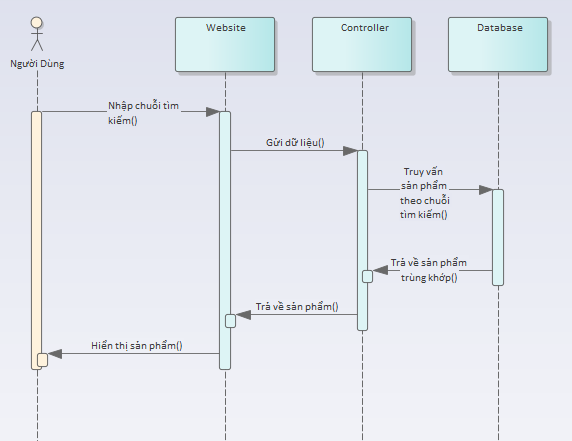 Website
Controller
Database
Người Dùng
Nhập chuỗi tìm
kiếm()
Gửi dữ liệu()
Truy vấn
sản phẩm
theo chuỗi
tìm kiếm()
Trả về sản phẩm
trùng khớp()
Trả về sản phẩm()
Hiển thị sản phẩm()